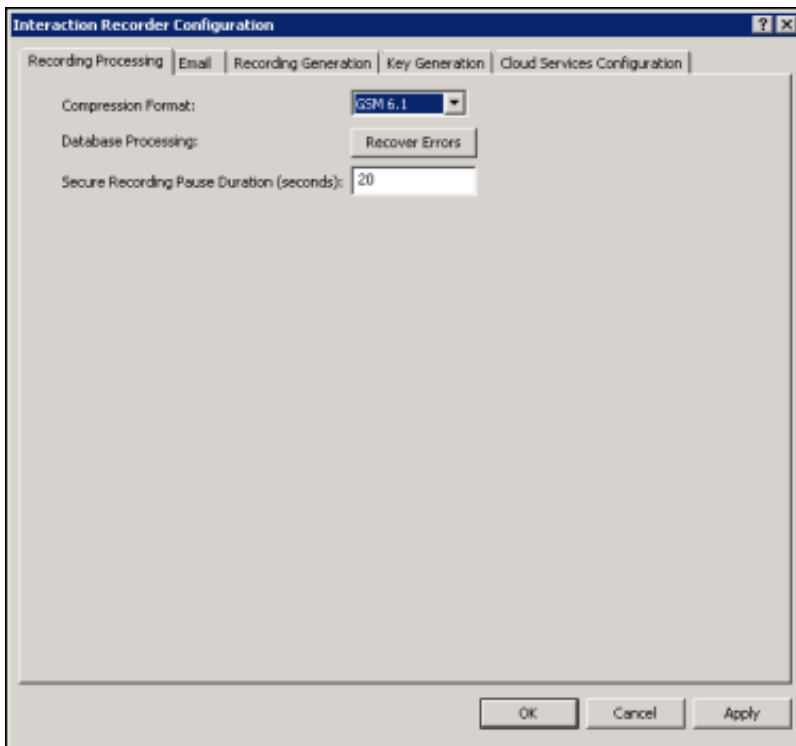 Interaction Recorder Configuration
Recording Processing Email Recording Generation Key Generation Cloud Services Configuration
Compression Format: GSM 6.1
Database Processing: Recover Errors
Secure Recording Pause Duration (seconds): 20
OK Cancel Apply